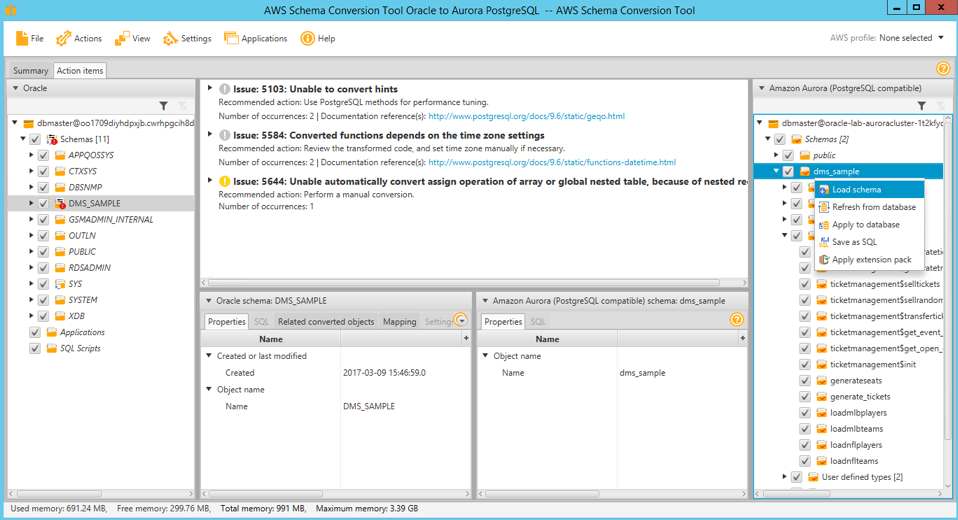 AWS Schema Conversion Tool Oracle to Aurora PostgreSQL -- AWS Schema Conversion Tool
File Actions View Settings Applications Help AWS profile: None selected
Summary Action items
Oracle
dbmaster@oo1709diyhdpxjb.cwrhpgcih8d
Schemas [11]
APPQOSSYS
CTXSYS
DBSNMP
DMS_SAMPLE
GSMADMIN_INTERNAL
OUTLN
PUBLIC
RDSADMIN
SYS
SYSTEM
XDB
Applications
SQL Scripts
Issue: 5103: Unable to convert hints
Recommended action: Use PostgreSQL methods for performance tuning.
Number of occurrences: 2 | Documentation reference(s): http://www.postgresql.org/docs/9.6/static/geqo.html
Issue: 5584: Converted functions depends on the time zone settings
Recommended action: Review the transformed code, and set time zone manually if necessary.
Number of occurrences: 2 | Documentation reference(s): http://www.postgresql.org/docs/9.6/static/functions-datetime.html
Issue: 5644: Unable automatically convert assign operation of array or global nested table, because of nested re
Recommended action: Perform a manual conversion.
Number of occurrences: 1
Oracle schema: DMS_SAMPLE
Properties SQL Related converted objects Mapping Setting
Name
Created or last modified
Created 2017-03-09 15:46:59.0
Object name
Name DMS_SAMPLE
Amazon Aurora (PostgreSQL compatible) schema: dms_sample
Properties SQL
Name
Object name
Name dms_sample
Amazon Aurora (PostgreSQL compatible)
dbmaster@oracle-lab-auroracluster-1t2kfyc
Schemas [2]
public
dms_sample
Load schema
Refresh from database
Apply to database
Save as SQL
Apply extension pack
ticketmanagement$selltickets
ticketmanagement$sellrandom
ticketmanagement$transfertick
ticketmanagement$get_event_
ticketmanagement$get_open_
ticketmanagement$init
generateseats
generate_tickets
loadmlbplayers
loadmlbteams
loadnflplayers
loadnflteams
User defined types [2]
Used memory: 691.24 MB, Free memory: 299.76 MB, Total memory: 991 MB, Maximum memory: 3.39 GB